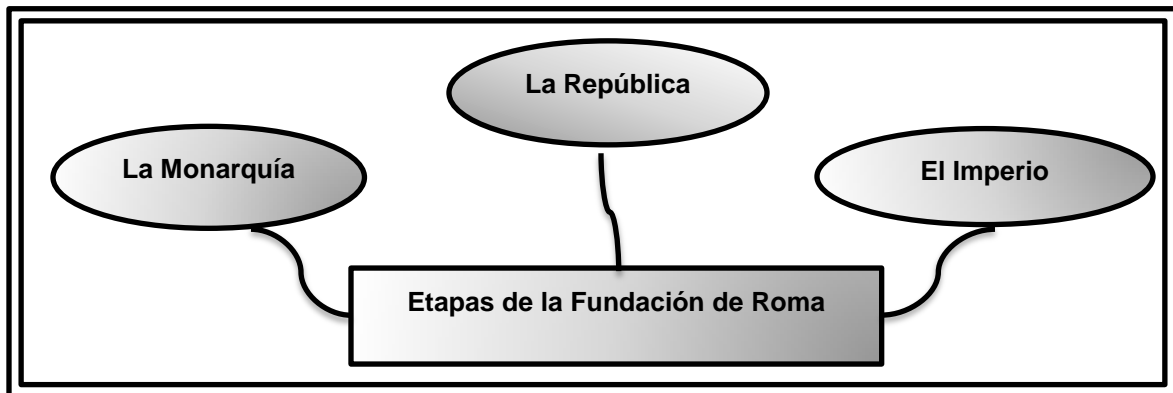 La República
La Monarquía
El Imperio
Etapas de la Fundación de Roma